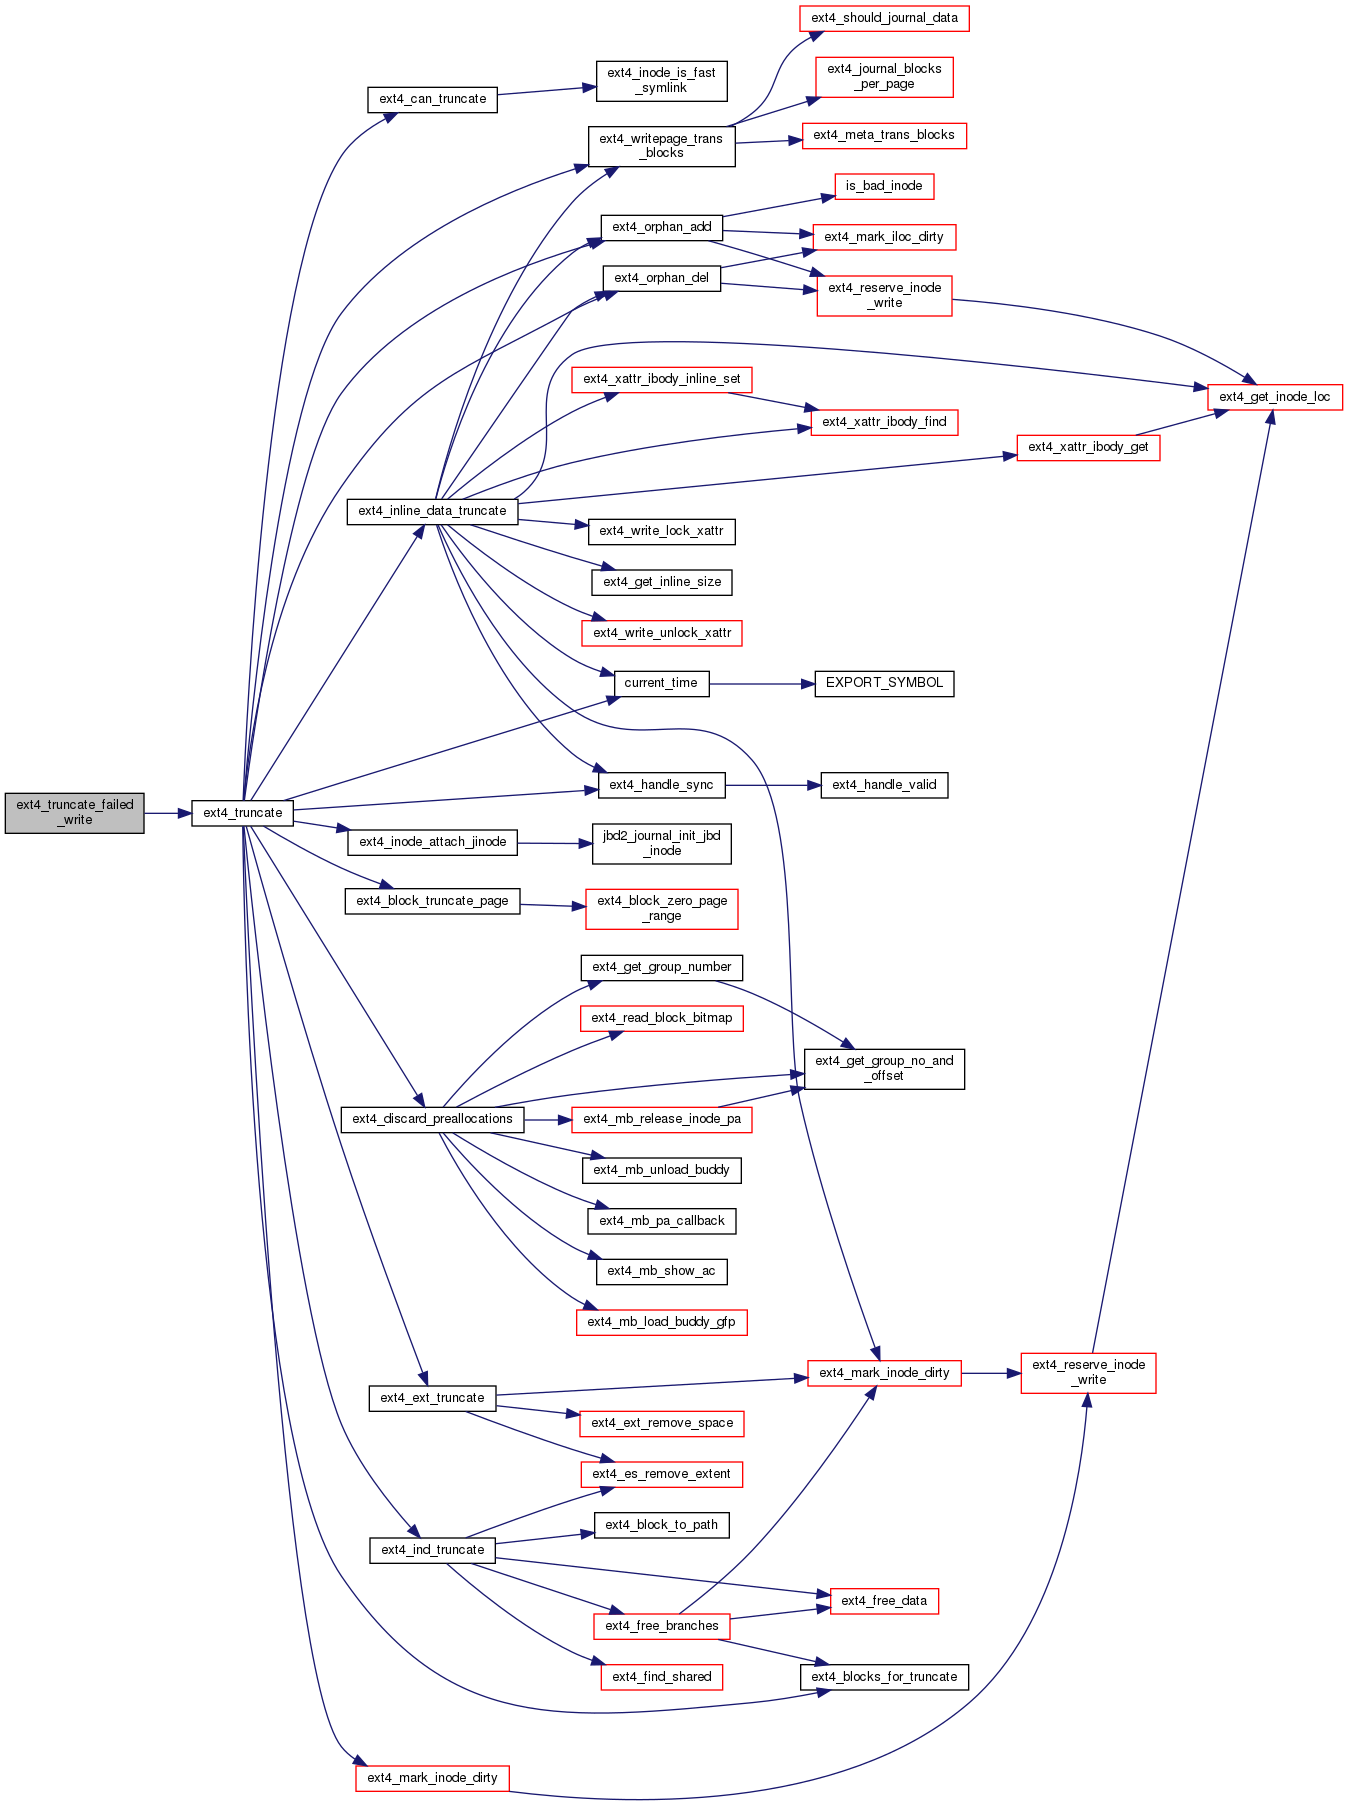 ext4_should_journal_data
ext4_journal_blocks
_per_page
ext4_inode_is_fast
_symlink
ext4_can_truncate
ext4_writepage_trans
_blocks
ext4_meta_trans_blocks
is_bad_inode
ext4_orphan_add
ext4_mark_iloc_dirty
ext4_orphan_del
ext4_reserve_inode
_write
ext4_xattr_ibody_inline_set
ext4_get_inode_loc
ext4_xattr_ibody_find
ext4_xattr_ibody_get
ext4_inline_data_truncate
ext4_write_lock_xattr
ext4_get_inline_size
ext4_write_unlock_xattr
current_time
EXPORT_SYMBOL
ext4_handle_sync
ext4_handle_valid
ext4_truncate_failed
_write
ext4_truncate
ext4_inode_attach_jinode
jbd2_journal_init_jbd
_inode
ext4_block_truncate_page
ext4_block_zero_page
_range
ext4_get_group_number
ext4_read_block_bitmap
ext4_get_group_no_and
_offset
ext4_discard_preallocations
ext4_mb_release_inode_pa
ext4_mb_unload_buddy
ext4_mb_pa_callback
ext4_mb_show_ac
ext4_mb_load_buddy_gfp
ext4_mark_inode_dirty
ext4_reserve_inode
_write
ext4_ext_truncate
ext4_ext_remove_space
ext4_es_remove_extent
ext4_block_to_path
ext4_ind_truncate
ext4_free_data
ext4_free_branches
ext4_find_shared
ext4_blocks_for_truncate
ext4_mark_inode_dirty